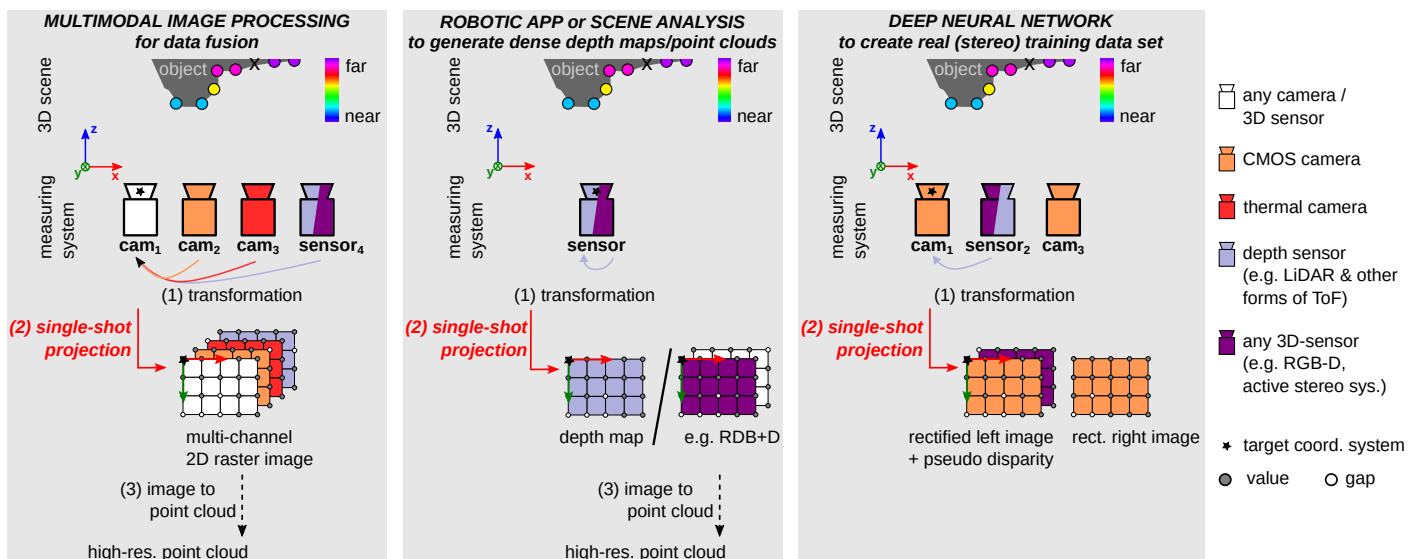 MULTIMODAL IMAGE PROCESSING
for data fusion
3D scene
object
X
far
near
z
y
x
measuring
system
cam1
cam2
cam3
sensor4
(1) transformation
(2) single-shot
projection
multi-channel
2D raster image
(3) image to
point cloud
high-res. point cloud
ROBOTIC APP or SCENE ANALYSIS
to generate dense depth maps/point clouds
3D scene
object
X
far
near
z
y
x
measuring
system
sensor
(1) transformation
(2) single-shot
projection
depth map
e.g. RDB+D
(3) image to
point cloud
high-res. point cloud
DEEP NEURAL NETWORK
to create real (stereo) training data set
3D scene
object
X
far
near
z
y
x
measuring
system
cam1
sensor2
cam3
(1) transformation
(2) single-shot
projection
rectified left image
+ pseudo disparity
rect. right image
any camera /
3D sensor
CMOS camera
thermal camera
depth sensor
(e.g. LiDAR & other
forms of ToF)
any 3D-sensor
(e.g. RGB-D,
active stereo sys.)
target coord. system
value
gap